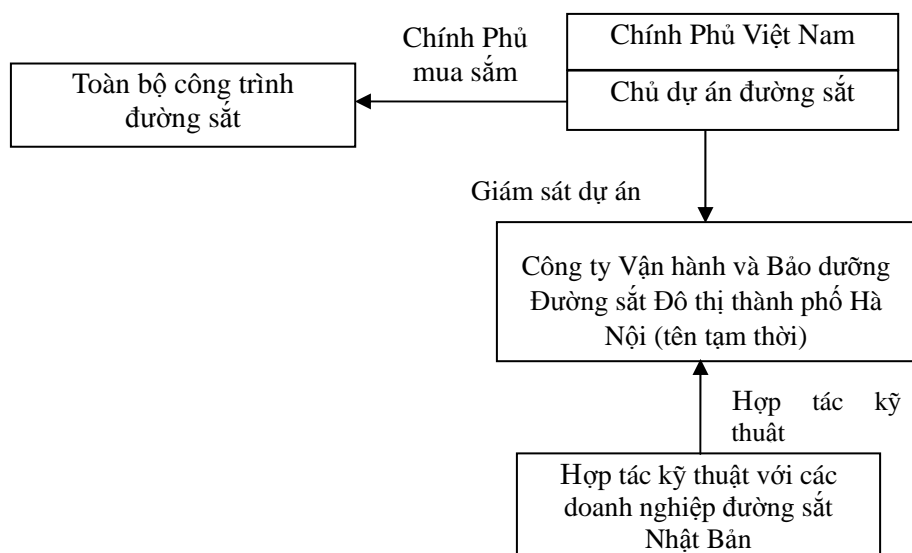 Chính Phủ
mua sắm
Chính Phủ Việt Nam
Chủ dự án đường sắt
Toàn bộ công trình
đường sắt
Giám sát dự án
Công ty Vận hành và Bảo dưỡng
Đường sắt Đô thị thành phố Hà
Nội (tên tạm thời)
Hợp tác kỹ
thuât
Hợp tác kỹ thuật với các
doanh nghiệp đường sắt
Nhật Bản